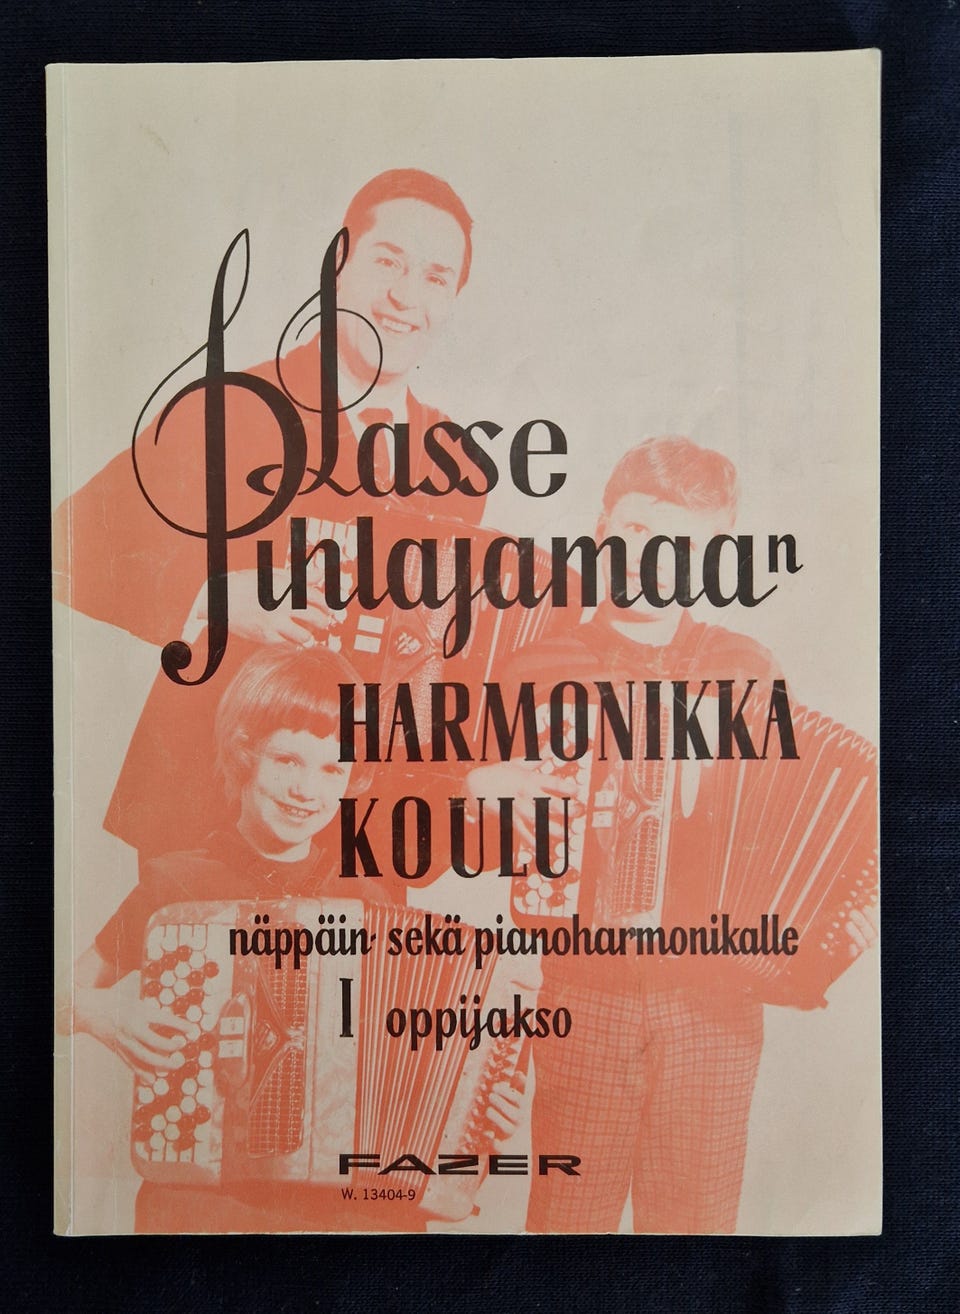 Lasse
Pihlajamaan
HARMONIKKA
KOULU
näppäin- sekä pianoharmonikalle
I oppijakso
FAZER
W. 13404-9